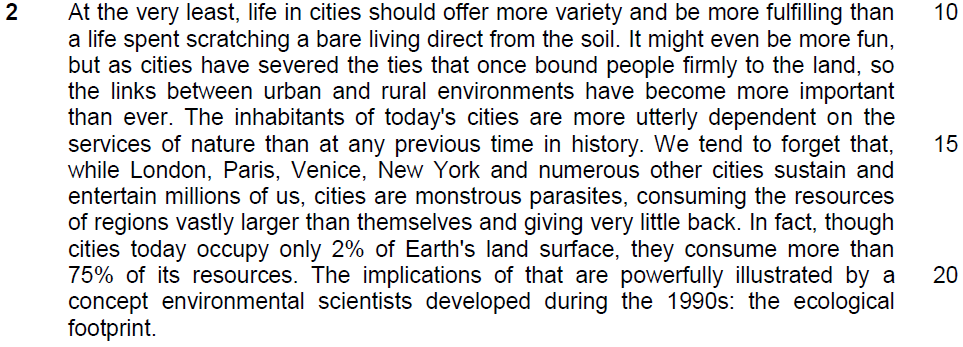 2 At the very least, life in cities should offer more variety and be more fulfilling than 10
a life spent scratching a bare living direct from the soil. It might even be more fun,
but as cities have severed the ties that once bound people firmly to the land, so
the links between urban and rural environments have become more important
than ever. The inhabitants of today's cities are more utterly dependent on the
services of nature than at any previous time in history. We tend to forget that, 15
while London, Paris, Venice, New York and numerous other cities sustain and
entertain millions of us, cities are monstrous parasites, consuming the resources
of regions vastly larger than themselves and giving very little back. In fact, though
cities today occupy only 2% of Earth's land surface, they consume more than
75% of its resources. The implications of that are powerfully illustrated by a 20
concept environmental scientists developed during the 1990s: the ecological
footprint.